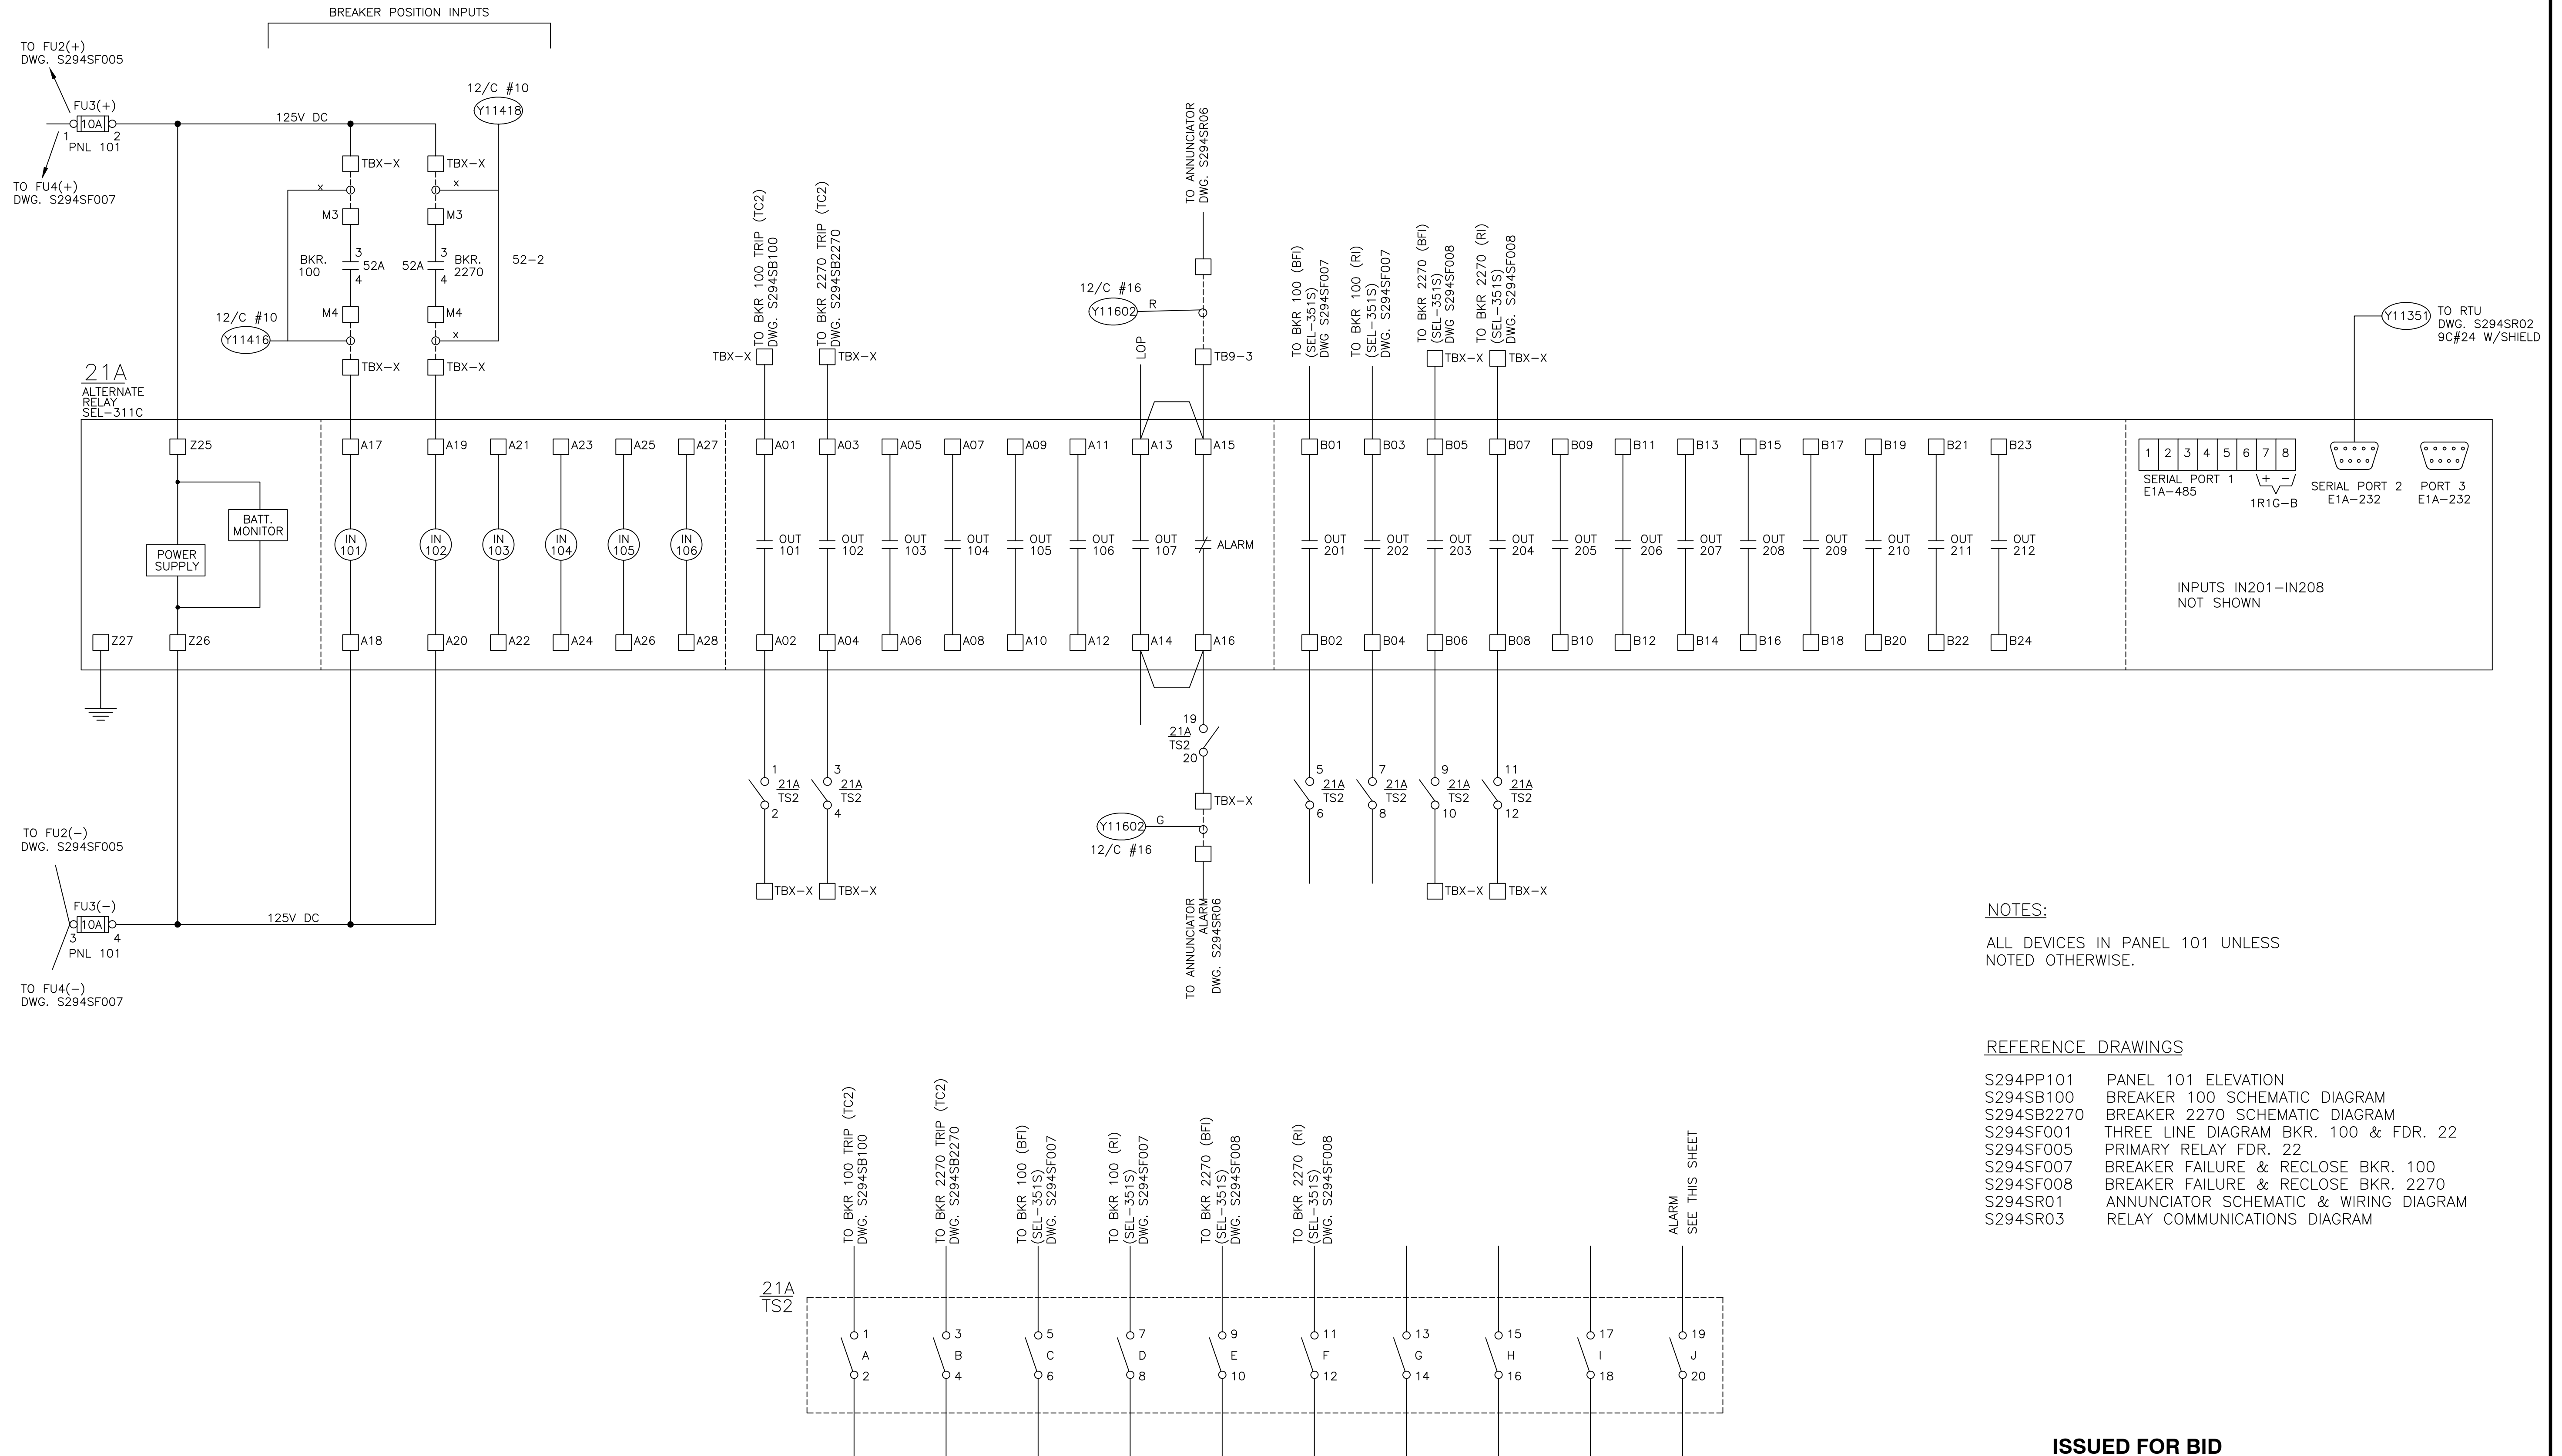 BREAKER POSITION INPUTS
TO FU2(+)
DWG. S294SF005
FU3(+)
10A
1 2
PNL 101
TO FU4(+)
DWG. S294SF007
125V DC
12/C #10
Y11418
TBX-X
TBX-X
x
x
M3
M3
BKR.
100
3
52A
4
52A
3
4
BKR.
2270
52-2
M4
M4
12/C #10
Y11416
x
TBX-X
TBX-X
TO BKR 100 TRIP (TC2)
DWG. S294SB100
TBX-X
TO BKR 2270 TRIP (TC2)
DWG. S294SB2270
TBX-X
TO ANNUNCIATOR
DWG. S294SR06
12/C #16
Y11602
R
LOP
TB9-3
TO BKR 100 (BFI)
(SEL-351S)
DWG S294SF007
TO BKR 100 (RI)
(SEL-351S)
DWG. S294SF007
TO BKR 2270 (BFI)
(SEL-351S)
DWG S294SF008
TBX-X
TO BKR 2270 (RI)
(SEL-351S)
DWG. S294SF008
TBX-X
Y11351
TO RTU
DWG. S294SR02
9C#24 W/SHIELD
21A
ALTERNATE
RELAY
SEL-311C
Z25 A17 A19 A21 A23 A25 A27 A01 A03 A05 A07 A09 A11 A13 A15 B01 B03 B05 B07 B09 B11 B13 B15 B17 B19 B21 B23
1 2 3 4 5 6 7 8
SERIAL PORT 1
E1A-485
+ -
1R1G-B
SERIAL PORT 2
E1A-232
PORT 3
E1A-232
BATT.
MONITOR
POWER
SUPPLY
IN
101
IN
102
IN
103
IN
104
IN
105
IN
106
OUT
101
OUT
102
OUT
103
OUT
104
OUT
105
OUT
106
OUT
107
ALARM
OUT
201
OUT
202
OUT
203
OUT
204
OUT
205
OUT
206
OUT
207
OUT
208
OUT
209
OUT
210
OUT
211
OUT
212
INPUTS IN201-IN208
NOT SHOWN
Z27 Z26 A18 A20 A22 A24 A26 A28 A02 A04 A06 A08 A10 A12 A14 A16 B02 B04 B06 B08 B10 B12 B14 B16 B18 B20 B22 B24
19
21A
TS2
20
1
21A
TS2
2
3
21A
TS2
4
TBX-X
Y11602
G
12/C #16
5
21A
TS2
6
7
21A
TS2
8
9
21A
TS2
10
11
21A
TS2
12
TBX-X
TBX-X
TBX-X
TBX-X
TO ANNUNCIATOR
ALARM
DWG. S294SR06
TO FU2(-)
DWG. S294SF005
FU3(-)
10A
3 4
PNL 101
125V DC
TO FU4(-)
DWG. S294SF007
NOTES:
ALL DEVICES IN PANEL 101 UNLESS
NOTED OTHERWISE.
REFERENCE DRAWINGS
S294PP101 PANEL 101 ELEVATION
S294SB100 BREAKER 100 SCHEMATIC DIAGRAM
S294SB2270 BREAKER 2270 SCHEMATIC DIAGRAM
S294SF001 THREE LINE DIAGRAM BKR. 100 & FDR. 22
S294SF005 PRIMARY RELAY FDR. 22
S294SF007 BREAKER FAILURE & RECLOSE BKR. 100
S294SF008 BREAKER FAILURE & RECLOSE BKR. 2270
S294SR01 ANNUNCIATOR SCHEMATIC & WIRING DIAGRAM
S294SR03 RELAY COMMUNICATIONS DIAGRAM
TO BKR 100 TRIP (TC2)
DWG. S294SB100
TO BKR 2270 TRIP (TC2)
DWG. S294SB2270
TO BKR 100 (BFI)
(SEL-351S)
DWG. S294SF007
TO BKR 100 (RI)
(SEL-351S)
DWG. S294SF007
TO BKR 2270 (BFI)
(SEL-351S)
DWG. S294SF008
TO BKR 2270 (RI)
(SEL-351S)
DWG. S294SF008
ALARM
SEE THIS SHEET
21A
TS2
1 3 5 7 9 11 13 15 17 19
A B C D E F G H I J
2 4 6 8 10 12 14 16 18 20
ISSUED FOR BID